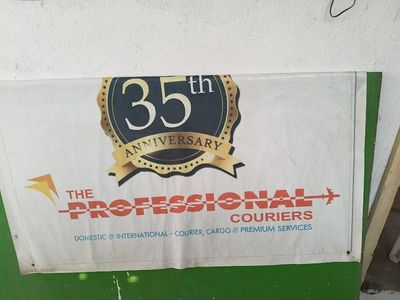 35th
ANNIVERSARY
THE
PROFESSIONAL
COURIERS
DOMESTIC & INTERNATIONAL - COURIER, CARGO & PREMIUM SERVICES